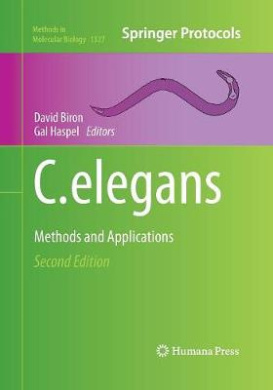 Methods in
Molecular Biology 1327
Springer Protocols
David Biron
Gal Haspel Editors
C.elegans
Methods and Applications
Second Edition
Humana Press